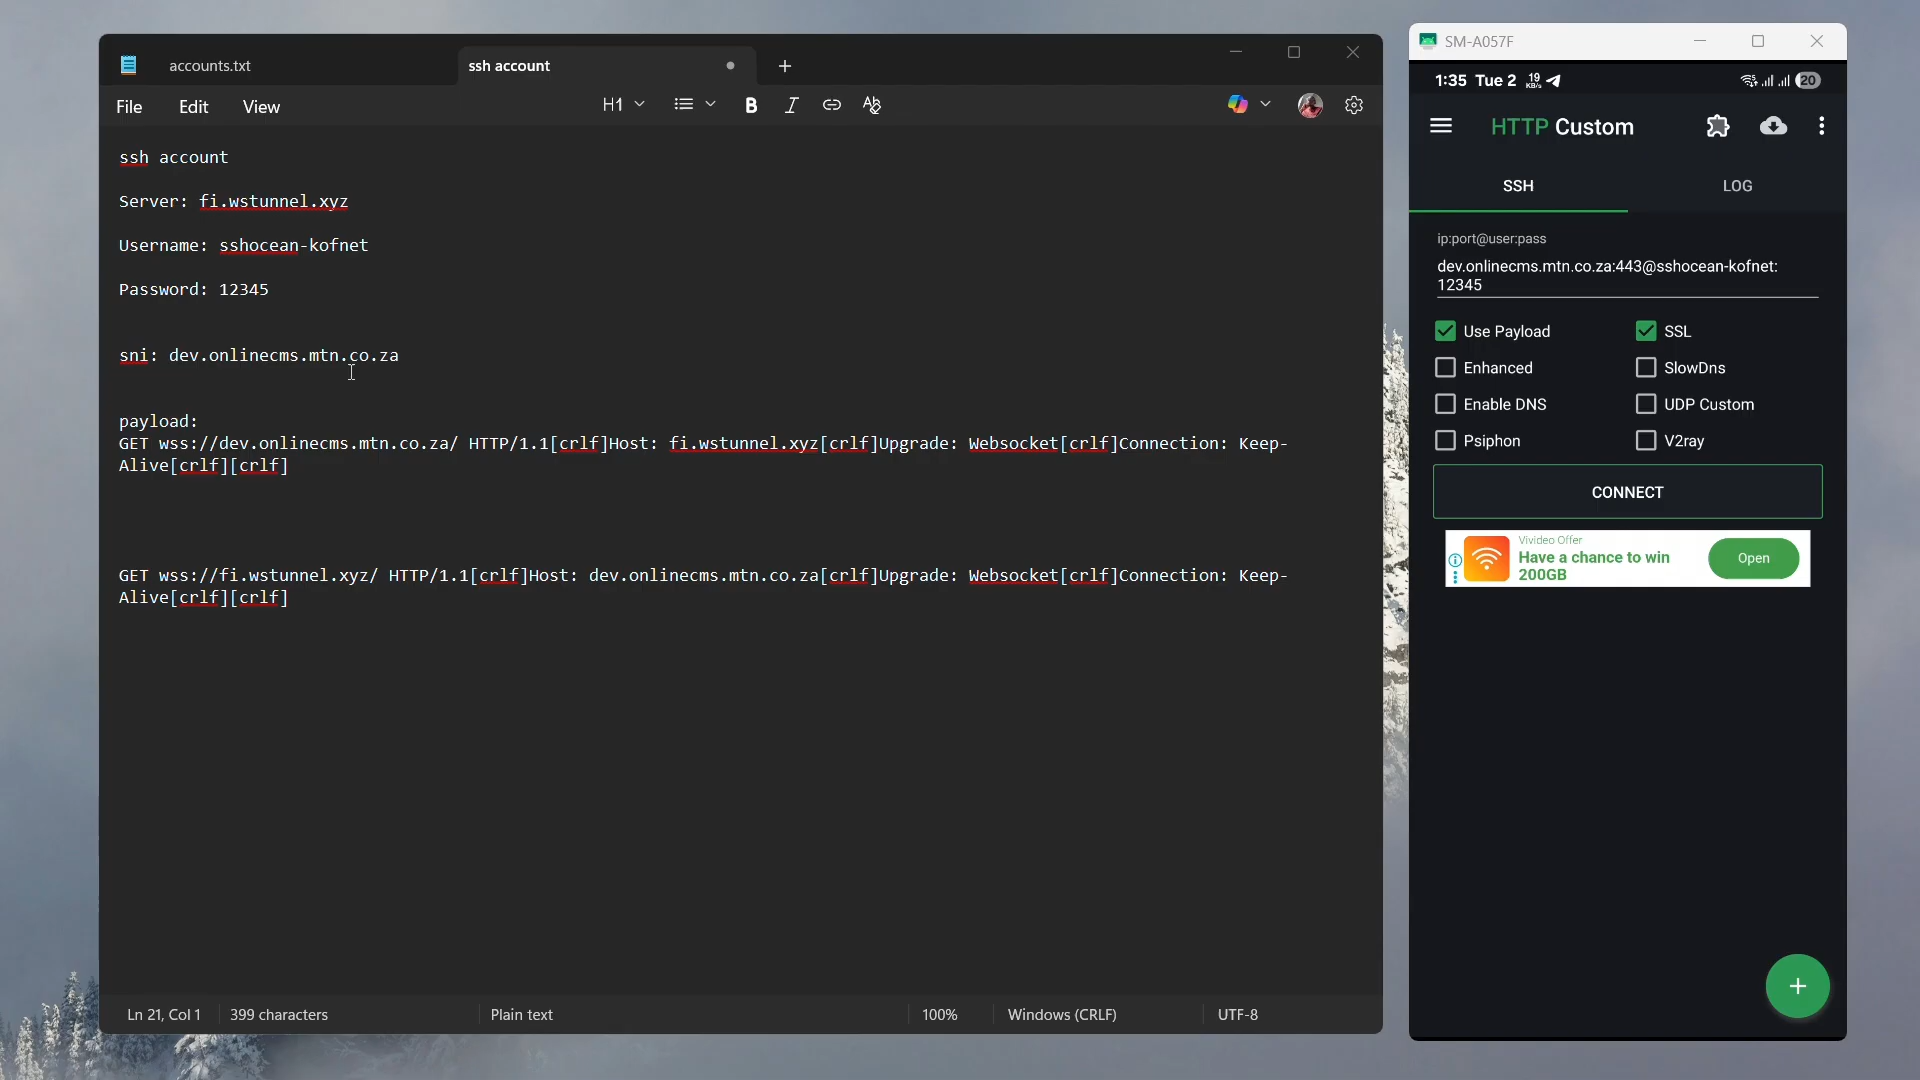 accounts.txt
ssh account
File Edit View H1 B I
ssh account
Server: fi.wstunnel.xyz
Username: sshocean-kofnet
Password: 12345
sni: dev.onlinecms.mtn.co.za
payload:
GET wss://dev.onlinecms.mtn.co.za/ HTTP/1.1[crlf]Host: fi.wstunnel.xyz[crlf]Upgrade: Websocket[crlf]Connection: Keep-
Alive[crlf][crlf]
GET wss://fi.wstunnel.xyz/ HTTP/1.1[crlf]Host: dev.onlinecms.mtn.co.za[crlf]Upgrade: Websocket[crlf]Connection: Keep-
Alive[crlf][crlf]
Ln 21, Col 1 399 characters Plain text 100% Windows (CRLF) UTF-8
SM-A057F
1:35 Tue 2 19 KB/s 20
HTTP Custom
SSH LOG
ip:port@user:pass
dev.onlinecms.mtn.co.za:443@sshocean-kofnet:
12345
Use Payload SSL
Enhanced SlowDns
Enable DNS UDP Custom
Psiphon V2ray
CONNECT
Vivideo Offer
Have a chance to win
200GB
Open